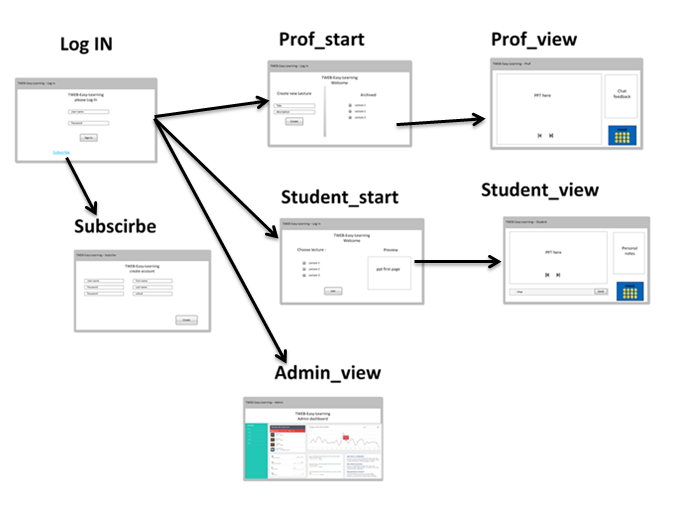 Log IN
TWEB-Easy-Learning - Log In
TWEB-Easy-Learning
please Log In
User name
Password
Sign In
Subscribe
Prof_start
TWEB-Easy-Learning - Log In
TWEB-Easy-Learning
Welcome
Create new Lecture
Archived
Title
description
Create
Lecture 1
Lecture 2
Lecture 3
Prof_view
TWEB-Easy-Learning - Prof
PPT here
Chat
feedback
Subscirbe
TWEB-Easy-Learning - Subscribe
TWEB-Easy-Learning
create account
User name
First name
Password
Last name
Password
Create
Student_start
TWEB-Easy-Learning - Log In
TWEB-Easy-Learning
Welcome
Choose lecture :
Preview
Lecture 1
Lecture 2
Lecture 3
ppt first page
Join
Student_view
TWEB-Easy-Learning - Student
PPT here
Personal
notes
Chat
Send
Admin_view
TWEB-Easy-Learning - Admin
TWEB-Easy-Learning
Admin dashboard